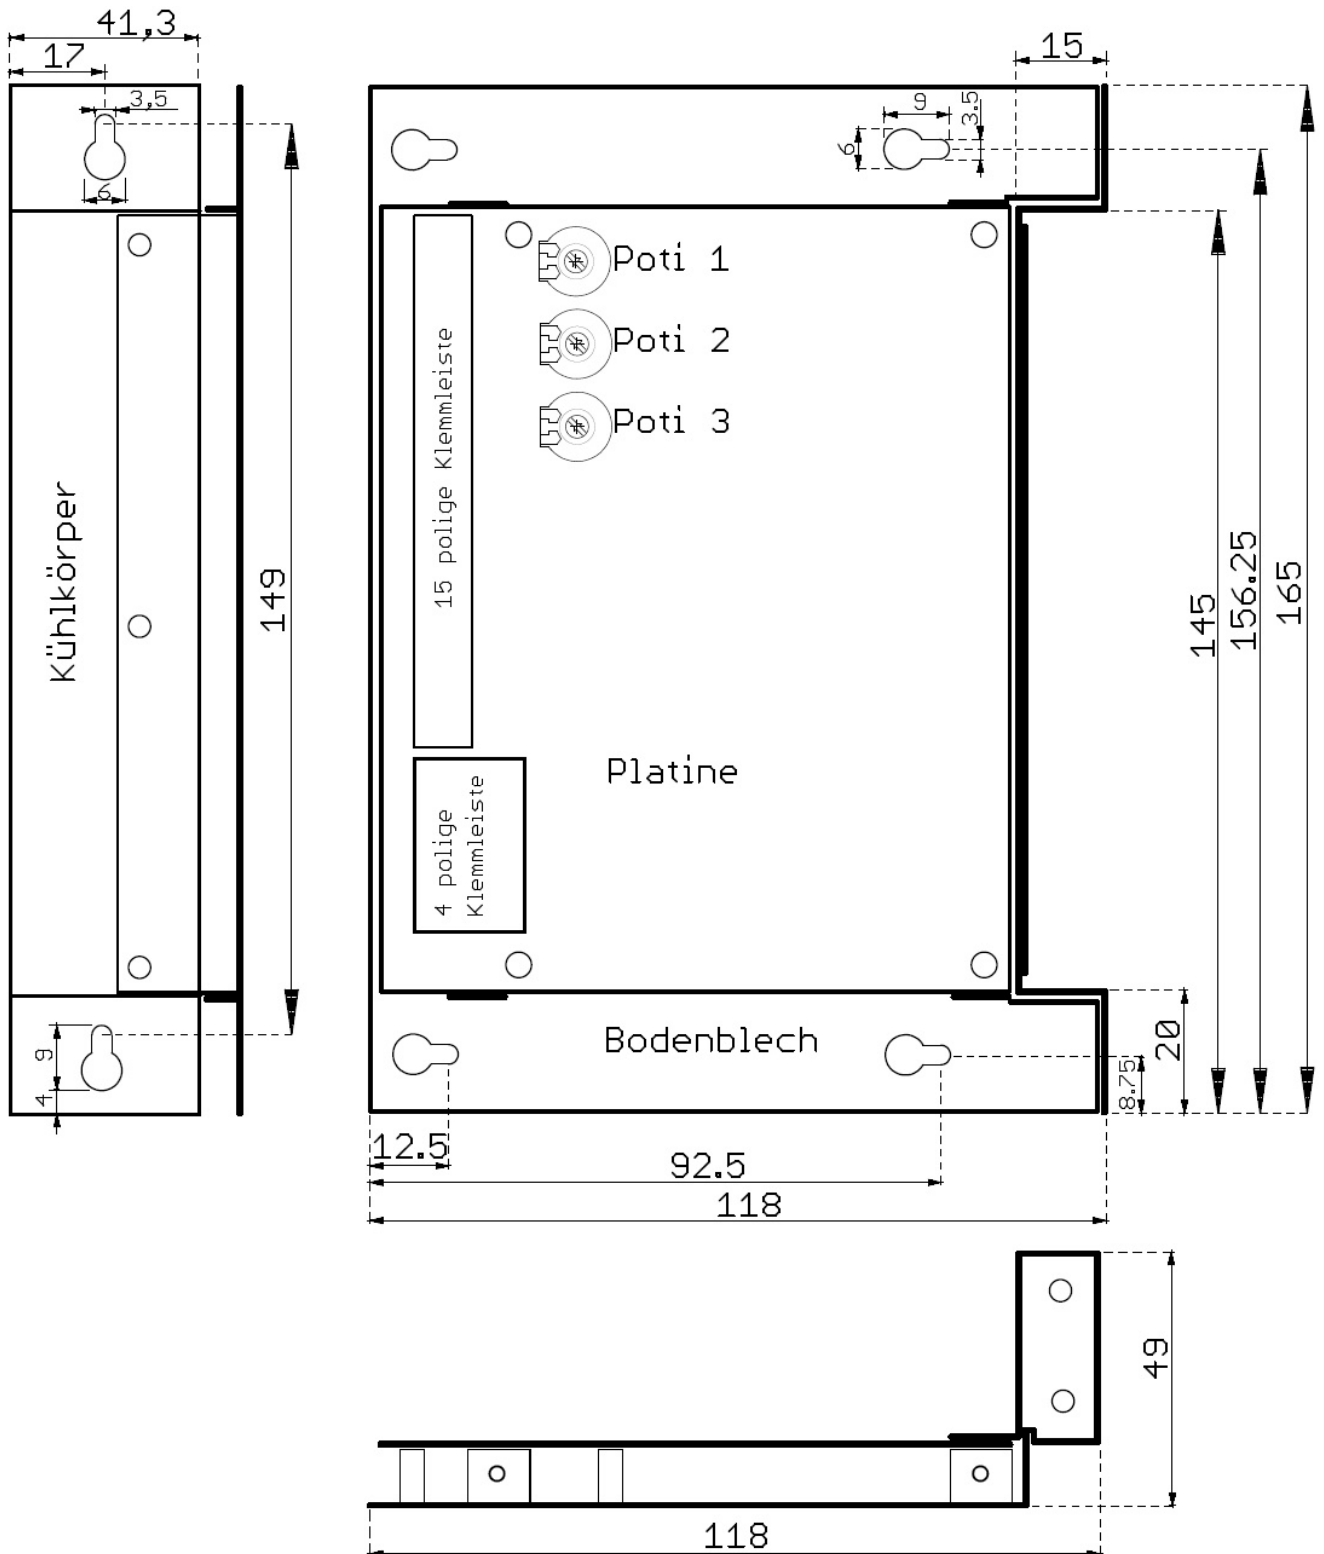 41,3
17
15
3,5
9
3.5
6
6
Poti 1
Poti 2
Poti 3
15 polige Klemmleiste
Kühlkörper
149
145
156.25
165
Platine
4 polige
Klemmleiste
Bodenblech
9
4
20
8.75
12.5
92.5
118
49
118